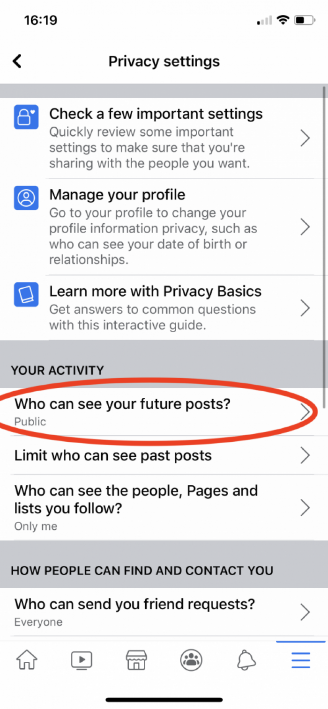 16:19
Privacy settings
Check a few important settings
Quickly review some important
settings to make sure that you're
sharing with the people you want.
Manage your profile
Go to your profile to change your
profile information privacy, such as
who can see your date of birth or
relationships.
Learn more with Privacy Basics
Get answers to common questions
with this interactive guide.
YOUR ACTIVITY
Who can see your future posts?
Public
Limit who can see past posts
Who can see the people, Pages and
lists you follow?
Only me
HOW PEOPLE CAN FIND AND CONTACT YOU
Who can send you friend requests?
Everyone